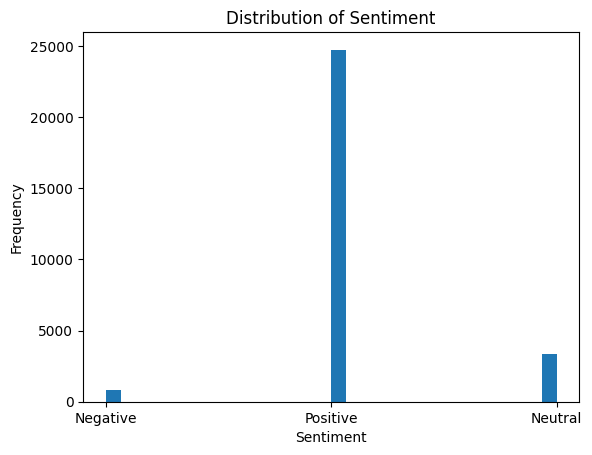 Distribution of Sentiment
25000
20000
15000
10000
5000
0
Frequency
Negative
Positive
Neutral
Sentiment